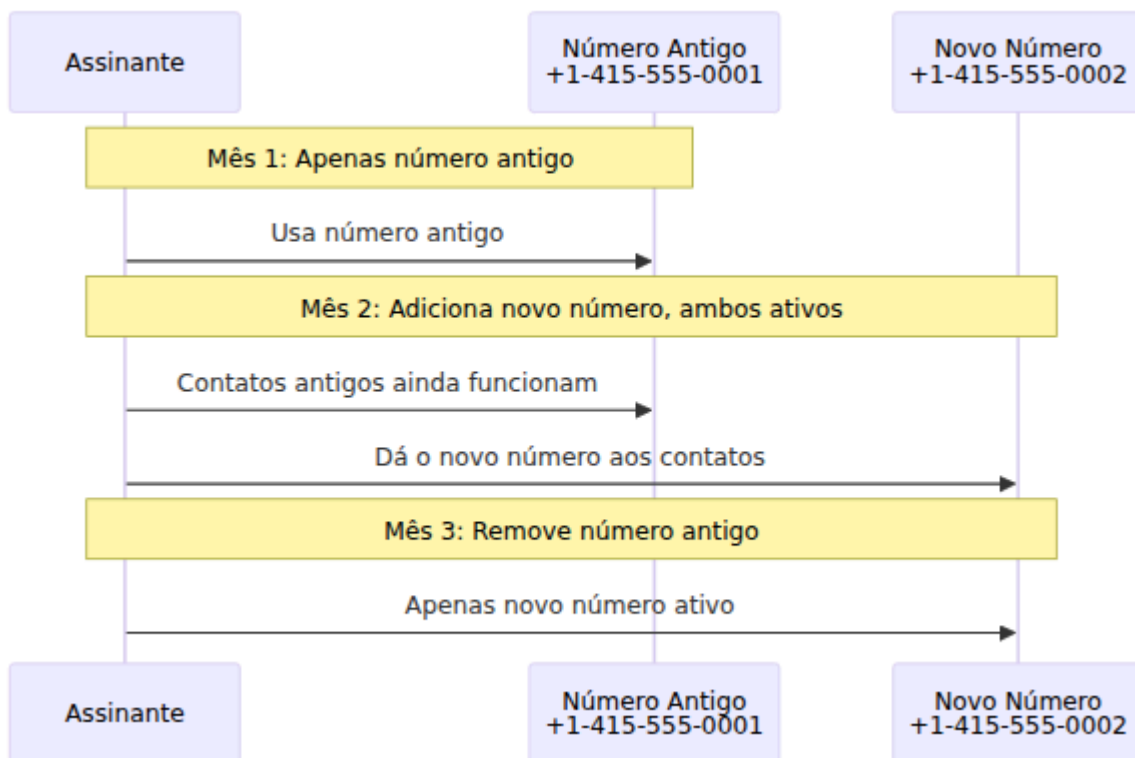 Assinante
Número Antigo
+1-415-555-0001
Novo Número
+1-415-555-0002
Mês 1: Apenas número antigo
Usa número antigo
Mês 2: Adiciona novo número, ambos ativos
Contatos antigos ainda funcionam
Dá o novo número aos contatos
Mês 3: Remove número antigo
Apenas novo número ativo
Assinante
Número Antigo
+1-415-555-0001
Novo Número
+1-415-555-0002